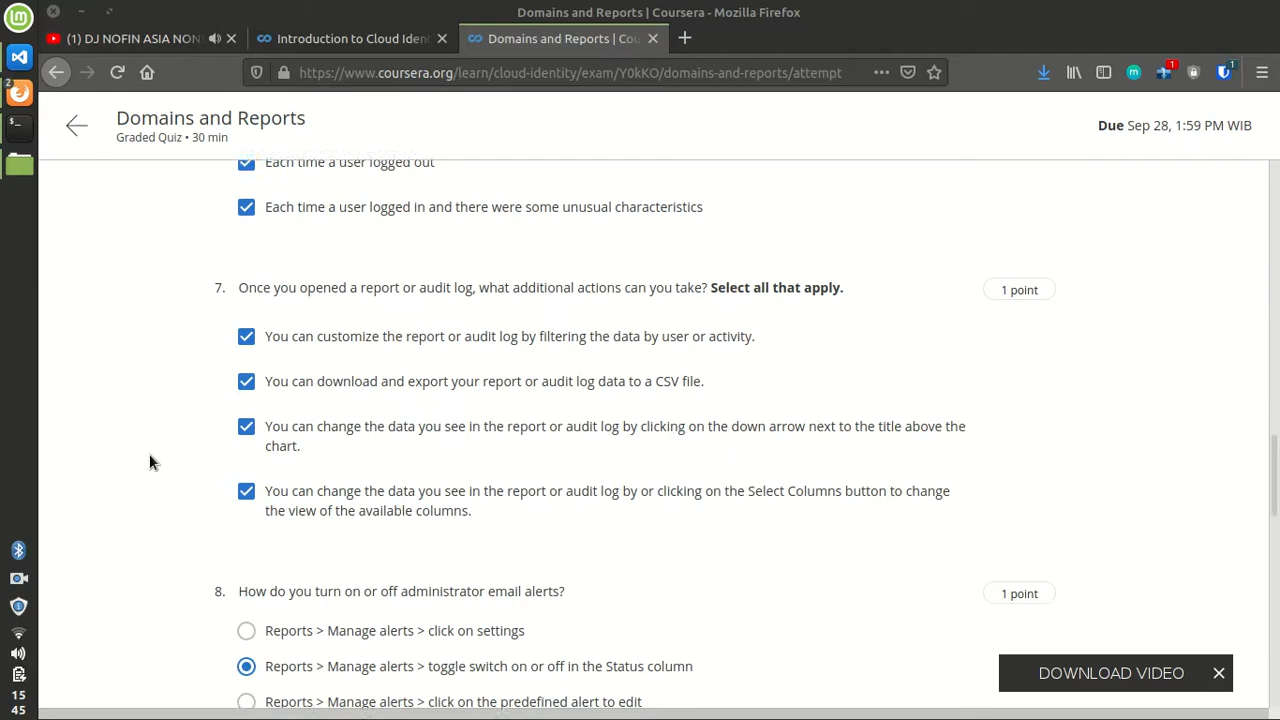 Domains and Reports | Coursera - Mozilla Firefox
(1) DJ NOFIN ASIA NON
Introduction to Cloud Iden
Domains and Reports | Cou
https://www.coursera.org/learn/cloud-identity/exam/Y0kKO/domains-and-reports/attempt
1
1
2
Domains and Reports
Graded Quiz • 30 min
Due Sep 28, 1:59 PM WIB
Each time a user logged out
Each time a user logged in and there were some unusual characteristics
7. Once you opened a report or audit log, what additional actions can you take? Select all that apply.
1 point
You can customize the report or audit log by filtering the data by user or activity.
You can download and export your report or audit log data to a CSV file.
You can change the data you see in the report or audit log by clicking on the down arrow next to the title above the
chart.
You can change the data you see in the report or audit log by or clicking on the Select Columns button to change
the view of the available columns.
8. How do you turn on or off administrator email alerts?
1 point
Reports > Manage alerts > click on settings
Reports > Manage alerts > toggle switch on or off in the Status column
Reports > Manage alerts > click on the predefined alert to edit
DOWNLOAD VIDEO
15
45